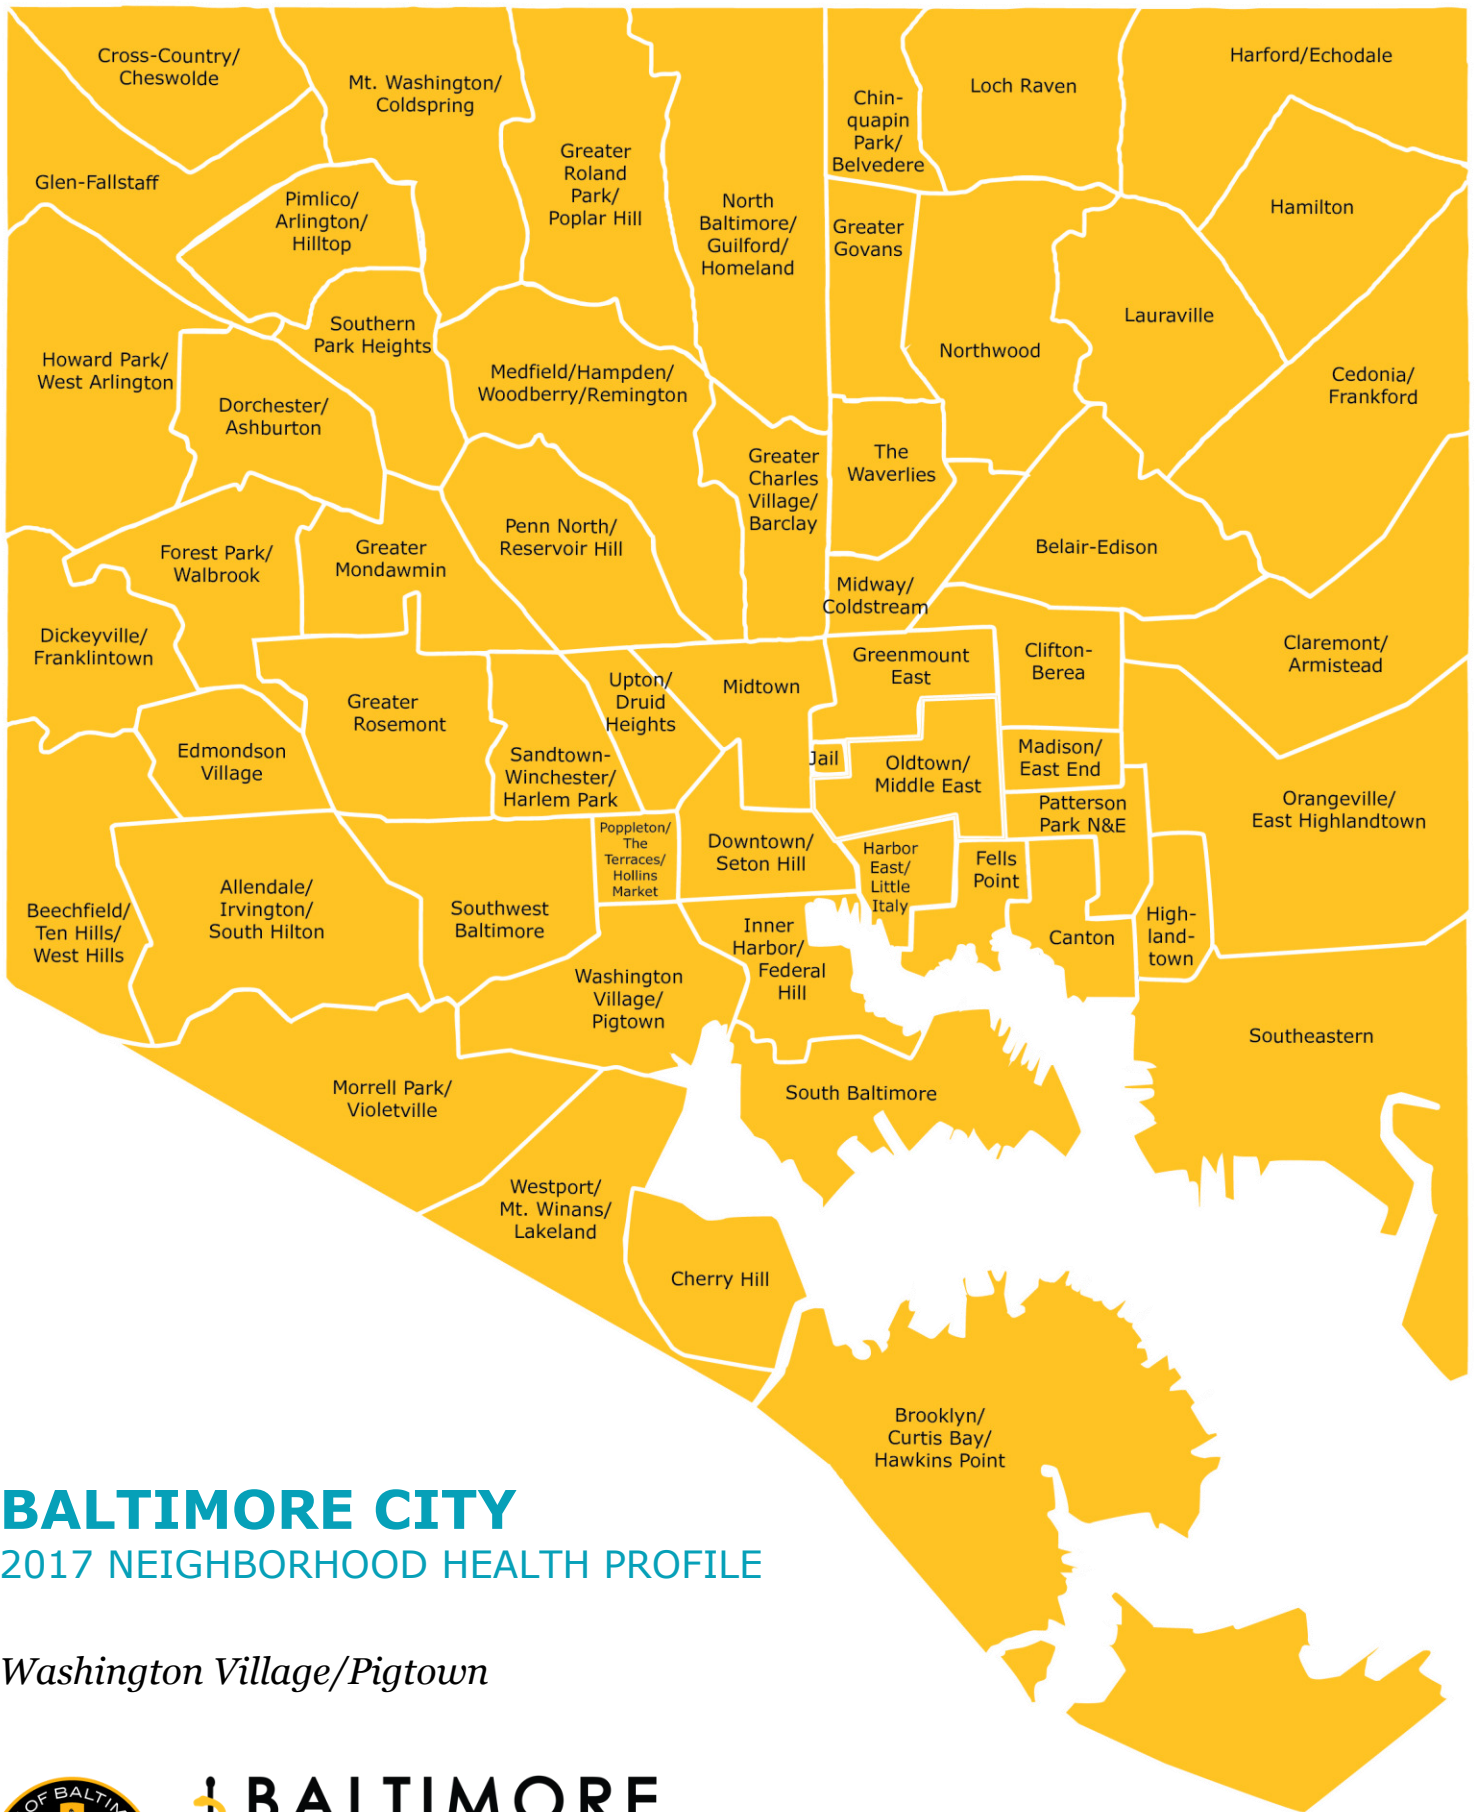 Cross-Country/
Cheswolde
Mt. Washington/
Coldspring
Greater
Roland
Park/
Poplar Hill
North
Baltimore/
Guilford/
Homeland
Chin-
quapin
Park/
Belvedere
Loch Raven
Harford/Echodale
Glen-Fallstaff
Pimlico/
Arlington/
Hilltop
Greater
Govans
Hamilton
Southern
Park Heights
Lauraville
Northwood
Howard Park/
West Arlington
Medfield/Hampden/
Woodberry/Remington
Cedonia/
Frankford
Dorchester/
Ashburton
Greater
Charles
Village/
Barclay
The
Waverlies
Penn North/
Reservoir Hill
Belair-Edison
Forest Park/
Walbrook
Greater
Mondawmin
Midway/
Coldstream
Dickeyville/
Franklintown
Greenmount
East
Clifton-
Berea
Claremont/
Armistead
Upton/
Druid
Heights
Midtown
Greater
Rosemont
Edmondson
Village
Sandtown-
Winchester/
Harlem Park
Jail
Oldtown/
Middle East
Madison/
East End
Patterson
Park N&E
Orangeville/
East Highlandtown
Poppleton/
The
Terraces/
Hollins
Market
Downtown/
Seton Hill
Harbor
East/
Little
Italy
Fells
Point
Allendale/
Irvington/
South Hilton
Beechfield/
Ten Hills/
West Hills
Southwest
Baltimore
Inner
Harbor/
Federal
Hill
Canton
High-
land-
town
Washington
Village/
Pigtown
Southeastern
Morrell Park/
Violetville
South Baltimore
Westport/
Mt. Winans/
Lakeland
Cherry Hill
Brooklyn/
Curtis Bay/
Hawkins Point
BALTIMORE CITY
2017 NEIGHBORHOOD HEALTH PROFILE
Washington Village/Pigtown
OF BALTIM
BALTIMORE